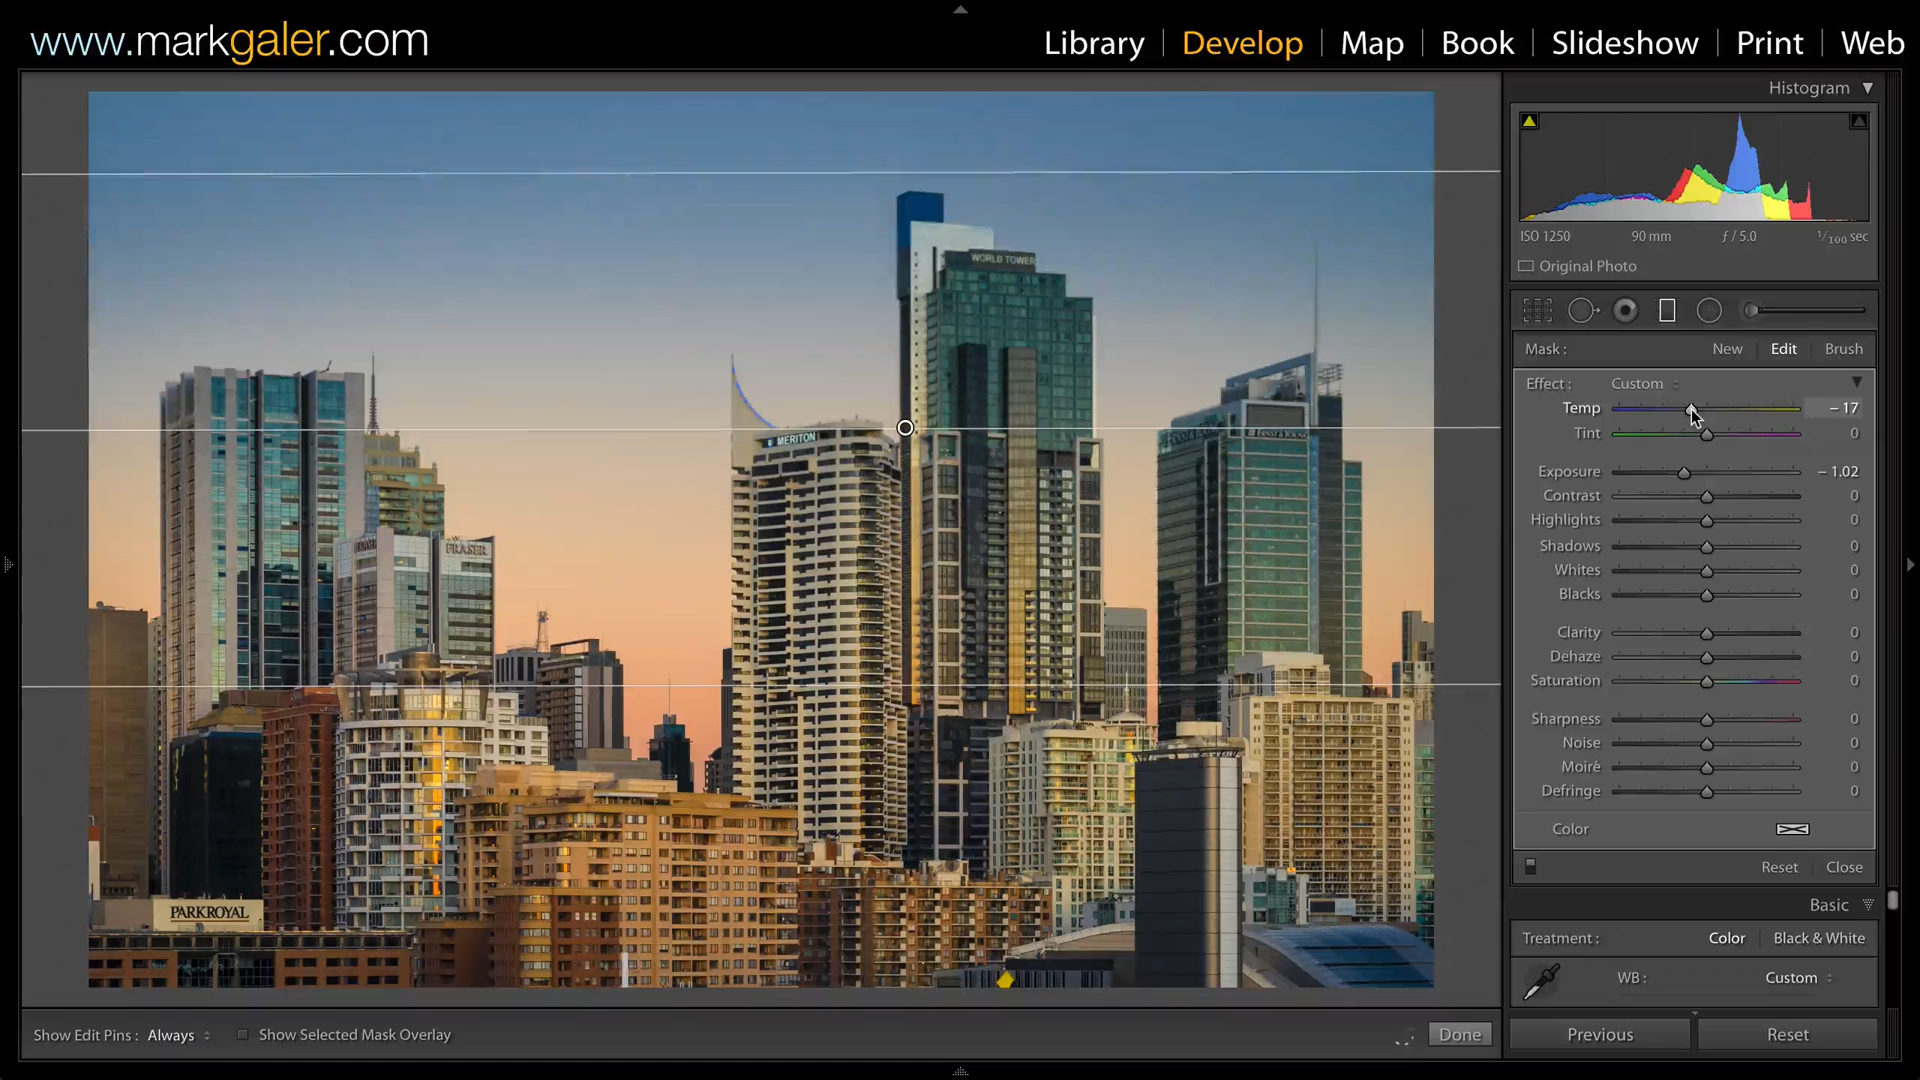 www.markgaler.com
Library | Develop | Map | Book | Slideshow | Print | Web
Histogram
ISO 1250 90 mm ƒ / 5.0 1/100 sec
Original Photo
Mask : New Edit Brush
Effect : Custom
Temp – 17
Tint 0
Exposure – 1.02
Contrast 0
Highlights 0
Shadows 0
Whites 0
Blacks 0
Clarity 0
Dehaze 0
Saturation 0
Sharpness 0
Noise 0
Moiré 0
Defringe 0
Color
Reset Close
Basic
Treatment : Color Black & White
WB : Custom
Previous Reset
WORLD TOWER
MERITON
FRASER
PARKROYAL
Show Edit Pins : Always Show Selected Mask Overlay Done